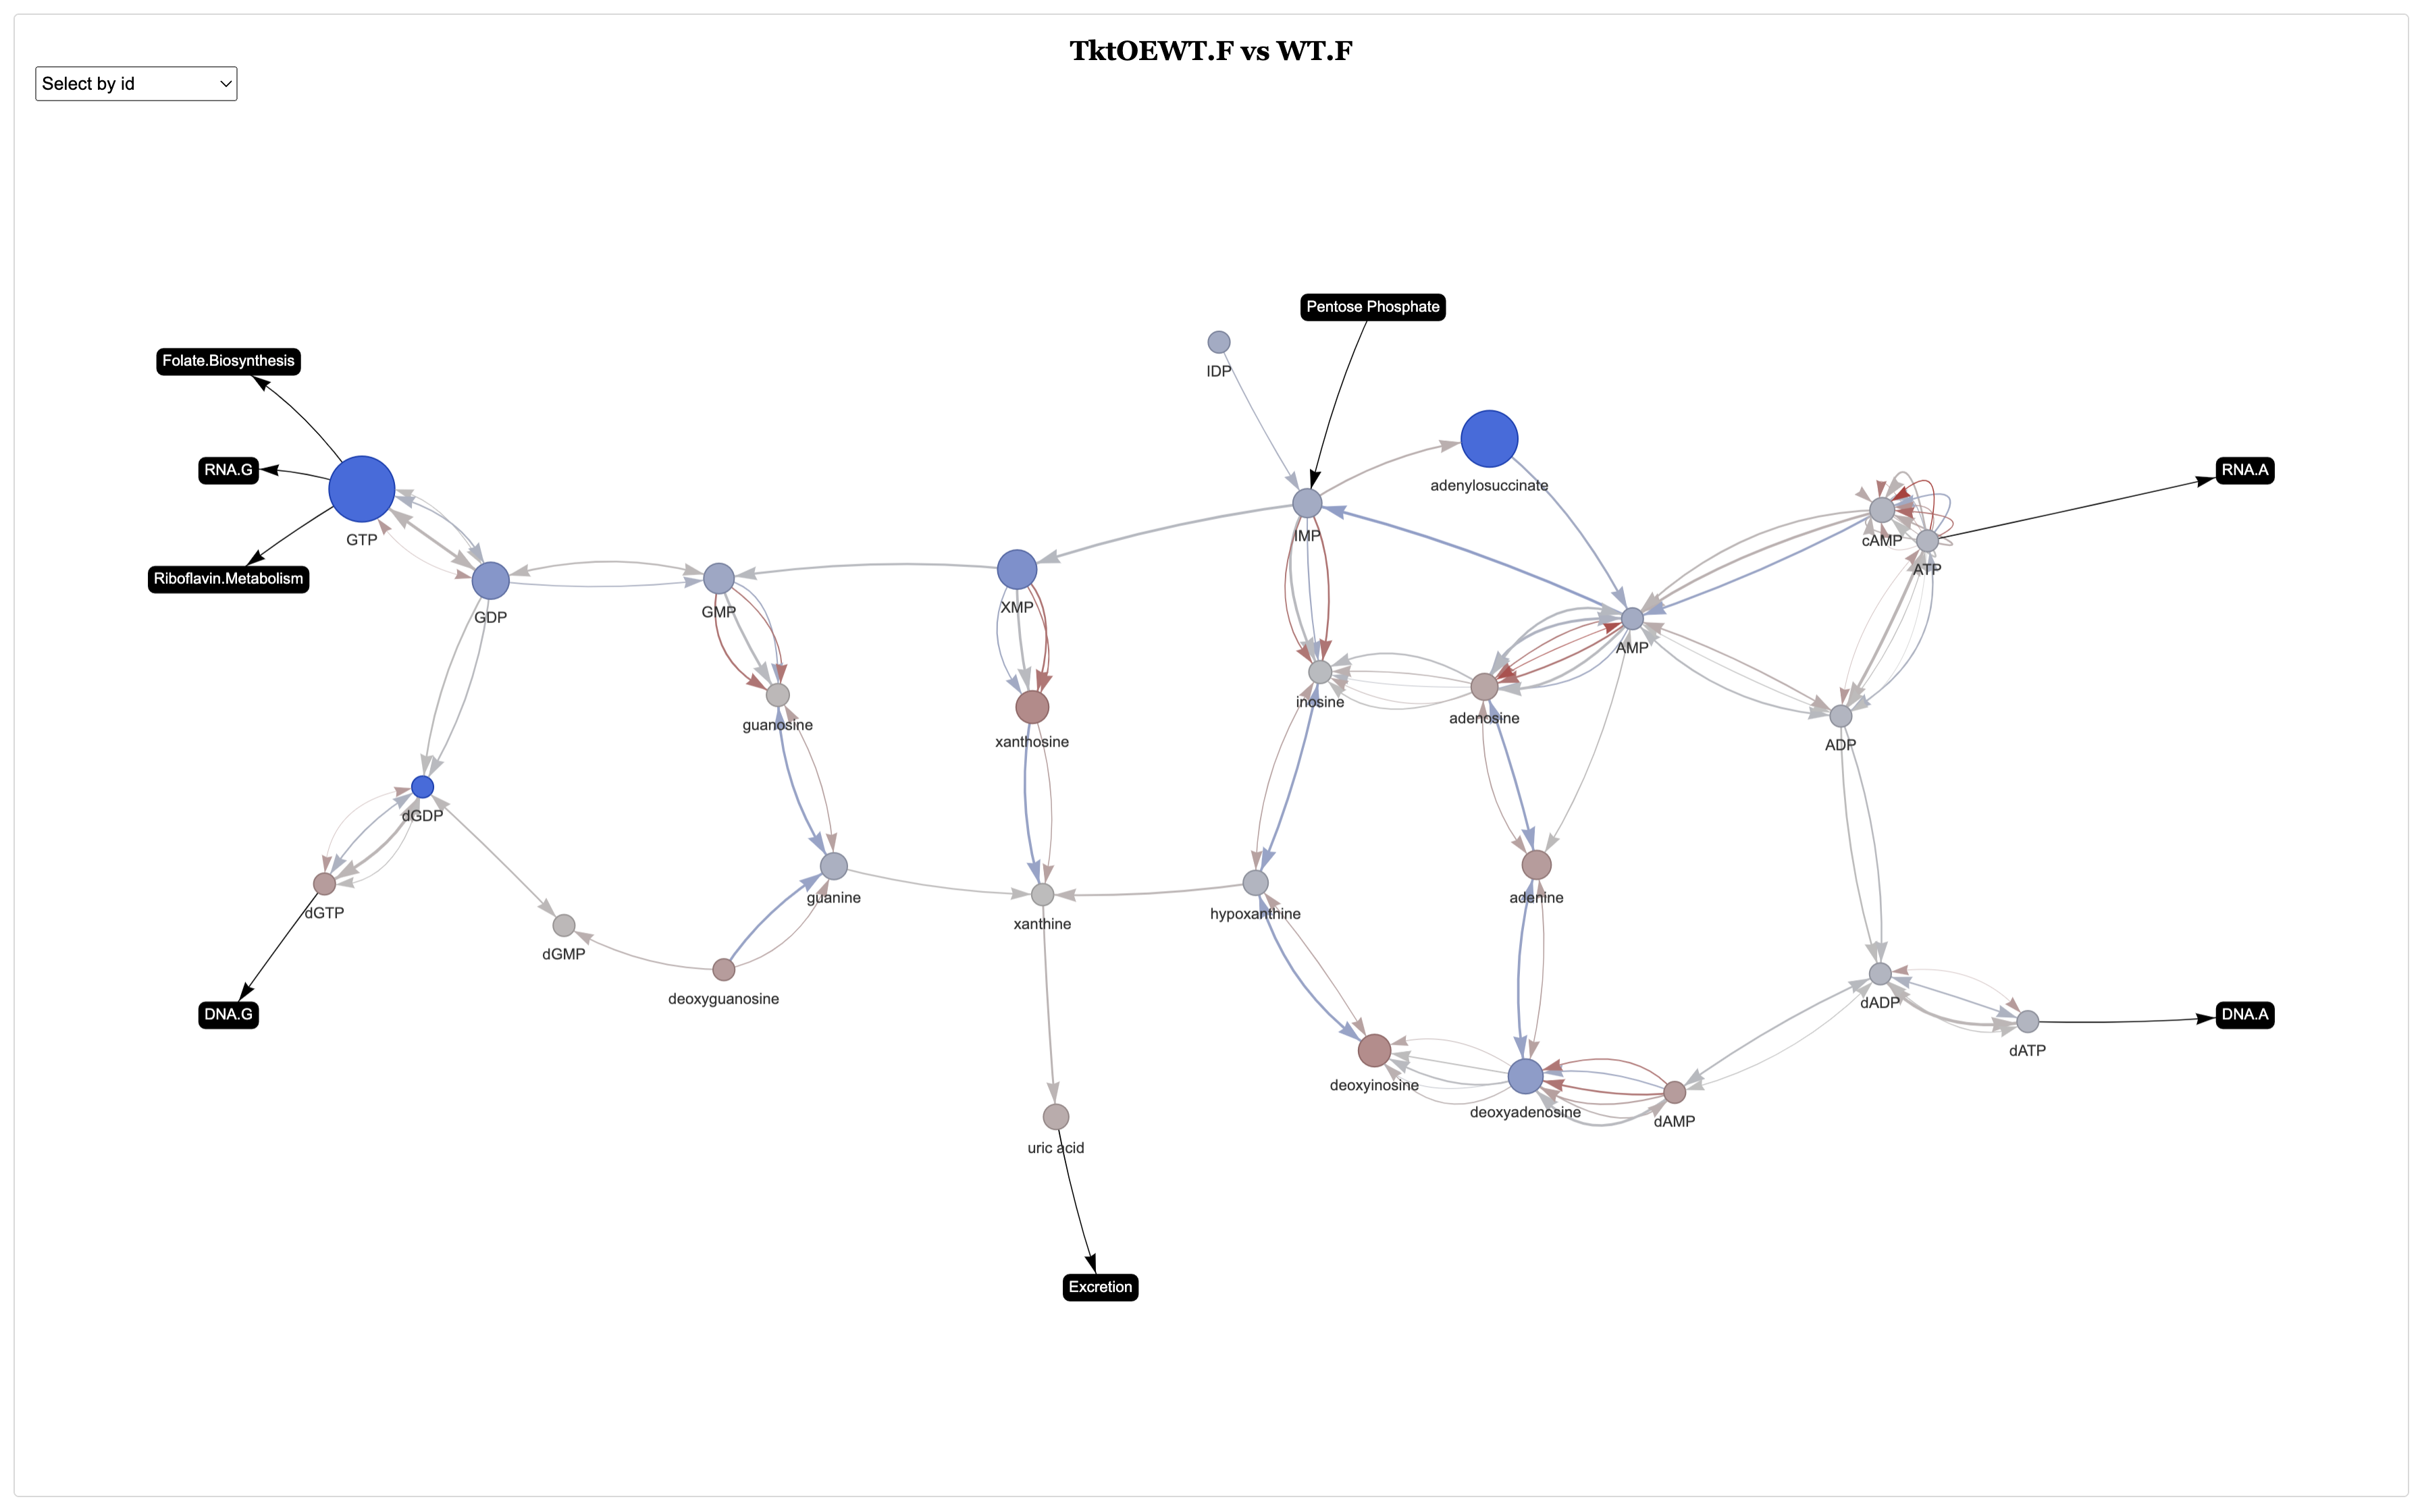 TktOEWT.F vs WT.F
Select by id
Pentose Phosphate
IDP
Folate.Biosynthesis
RNA.G
GTP
Riboflavin.Metabolism
adenylosuccinate
RNA.A
IMP
cAMP
ATP
GDP
GMP
XMP
AMP
guanosine
xanthosine
inosine
adenosine
ADP
dGDP
dGTP
guanine
xanthine
hypoxanthine
adenine
dGMP
deoxyguanosine
dADP
DNA.G
DNA.A
dATP
deoxyinosine
deoxyadenosine
dAMP
uric acid
Excretion